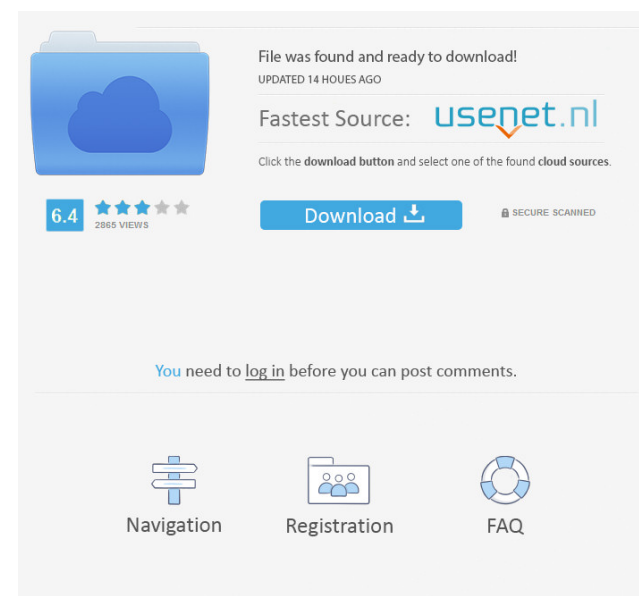 File was found and ready to download!
UPDATED 14 HOUES AGO
Fastest Source: usenet.nl
Click the download button and select one of the found cloud sources.
6.4
2865 VIEWS
Download
SECURE SCANNED
You need to log in before you can post comments.
Navigation
Registration
FAQ